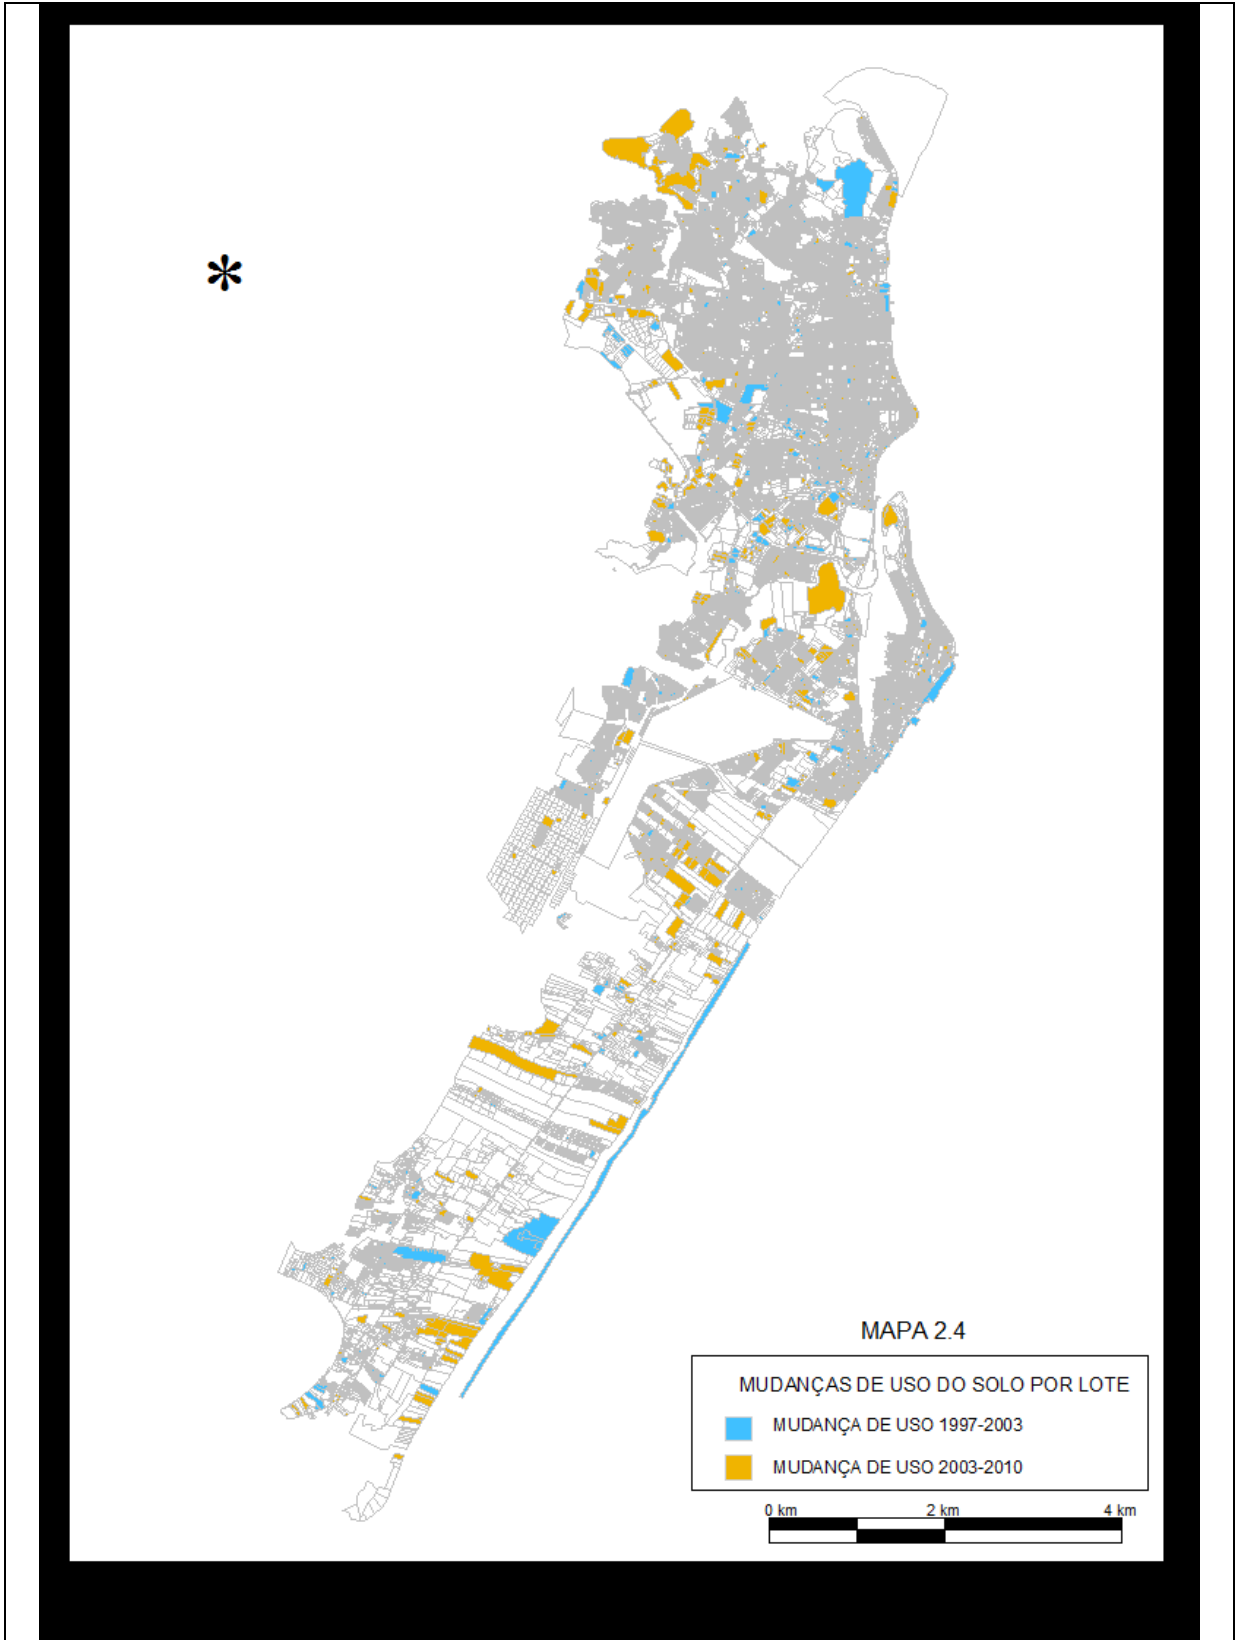 *
MAPA 2.4
MUDANÇAS DE USO DO SOLO POR LOTE
MUDANÇA DE USO 1997-2003
MUDANÇA DE USO 2003-2010
0 km 2 km 4 km